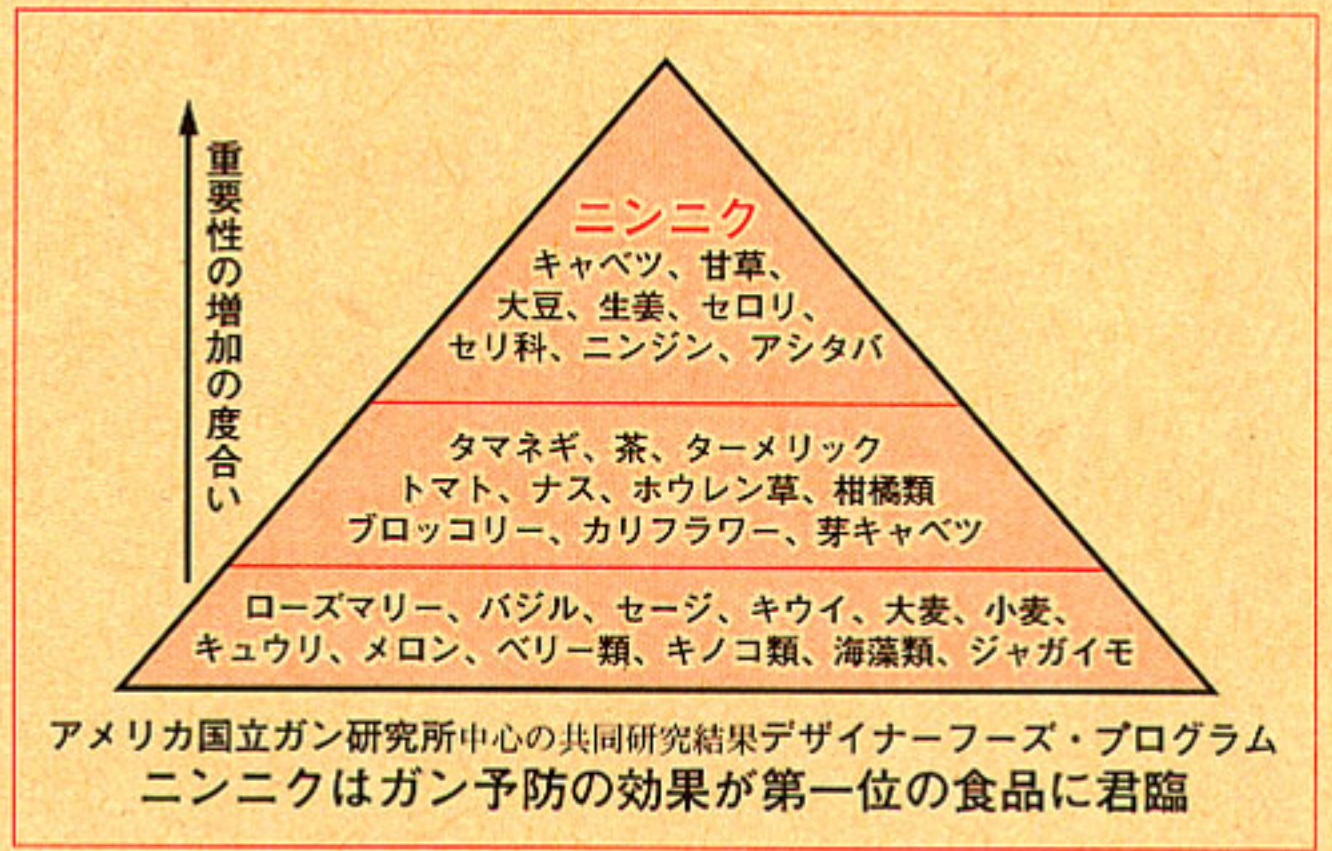 重要性の増加の度合い
ニンニク
キャベツ、甘草、
大豆、生姜、セロリ、
セリ科、ニンジン、アシタバ
タマネギ、茶、ターメリック
トマト、ナス、ホウレン草、柑橘類
ブロッコリー、カリフラワー、芽キャベツ
ローズマリー、バジル、セージ、キウイ、大麦、小麦、
キュウリ、メロン、ベリー類、キノコ類、海藻類、ジャガイモ
アメリカ国立ガン研究所中心の共同研究結果デザイナーフーズ・プログラム
ニンニクはガン予防の効果が第一位の食品に君臨